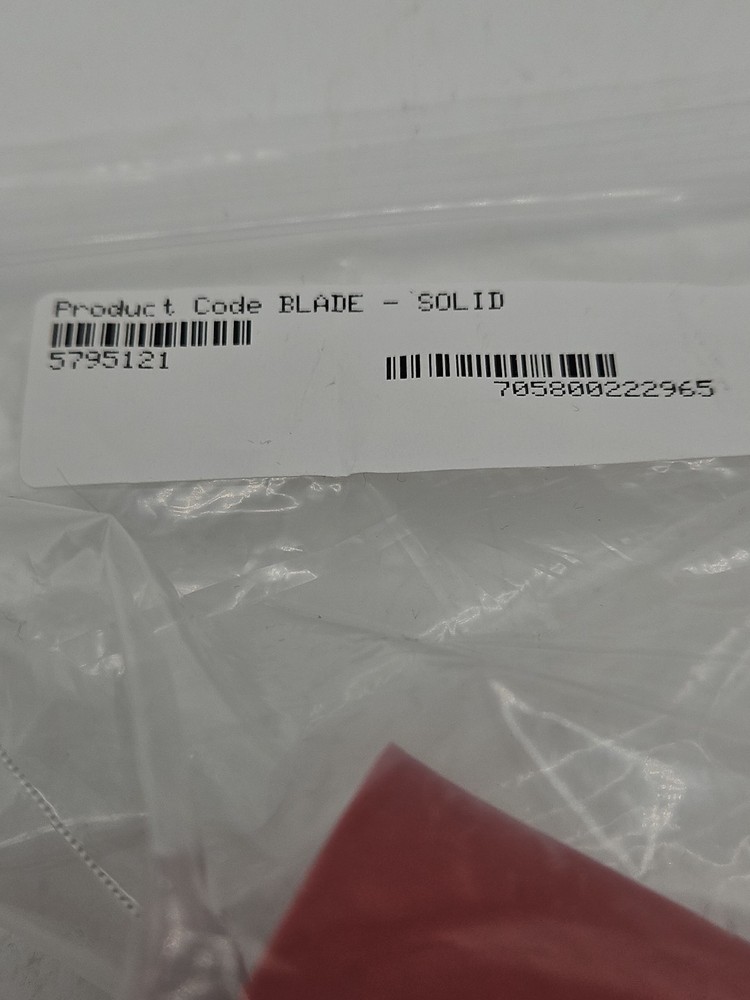 Product Code BLADE - SOLID
5795121
705800222965